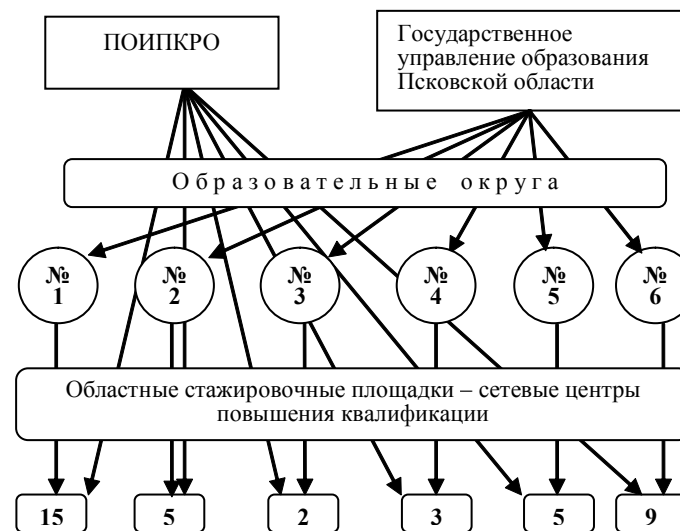 ПОИПКРО
Государственное
управление образования
Псковской области
Образовательные округа
№
1
№
2
№
3
№
4
№
5
№
6
Областные стажировочные площадки – сетевые центры
повышения квалификации
15
5
2
3
5
9